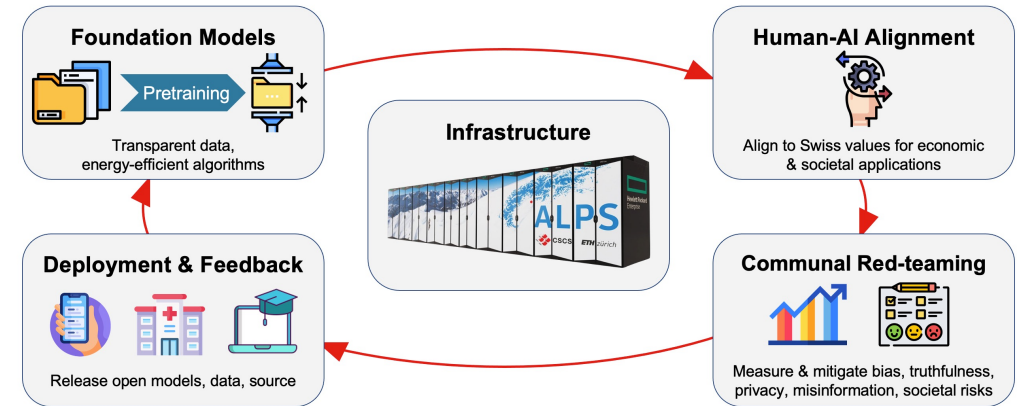 Foundation Models
Pretraining
...
Transparent data,
energy-efficient algorithms
Human-AI Alignment
Align to Swiss values for economic
& societal applications
Infrastructure
Hewlett Packard
Enterprise
ALPS
CSCS
ETH zürich
Deployment & Feedback
Release open models, data, source
Communal Red-teaming
Measure & mitigate bias, truthfulness,
privacy, misinformation, societal risks